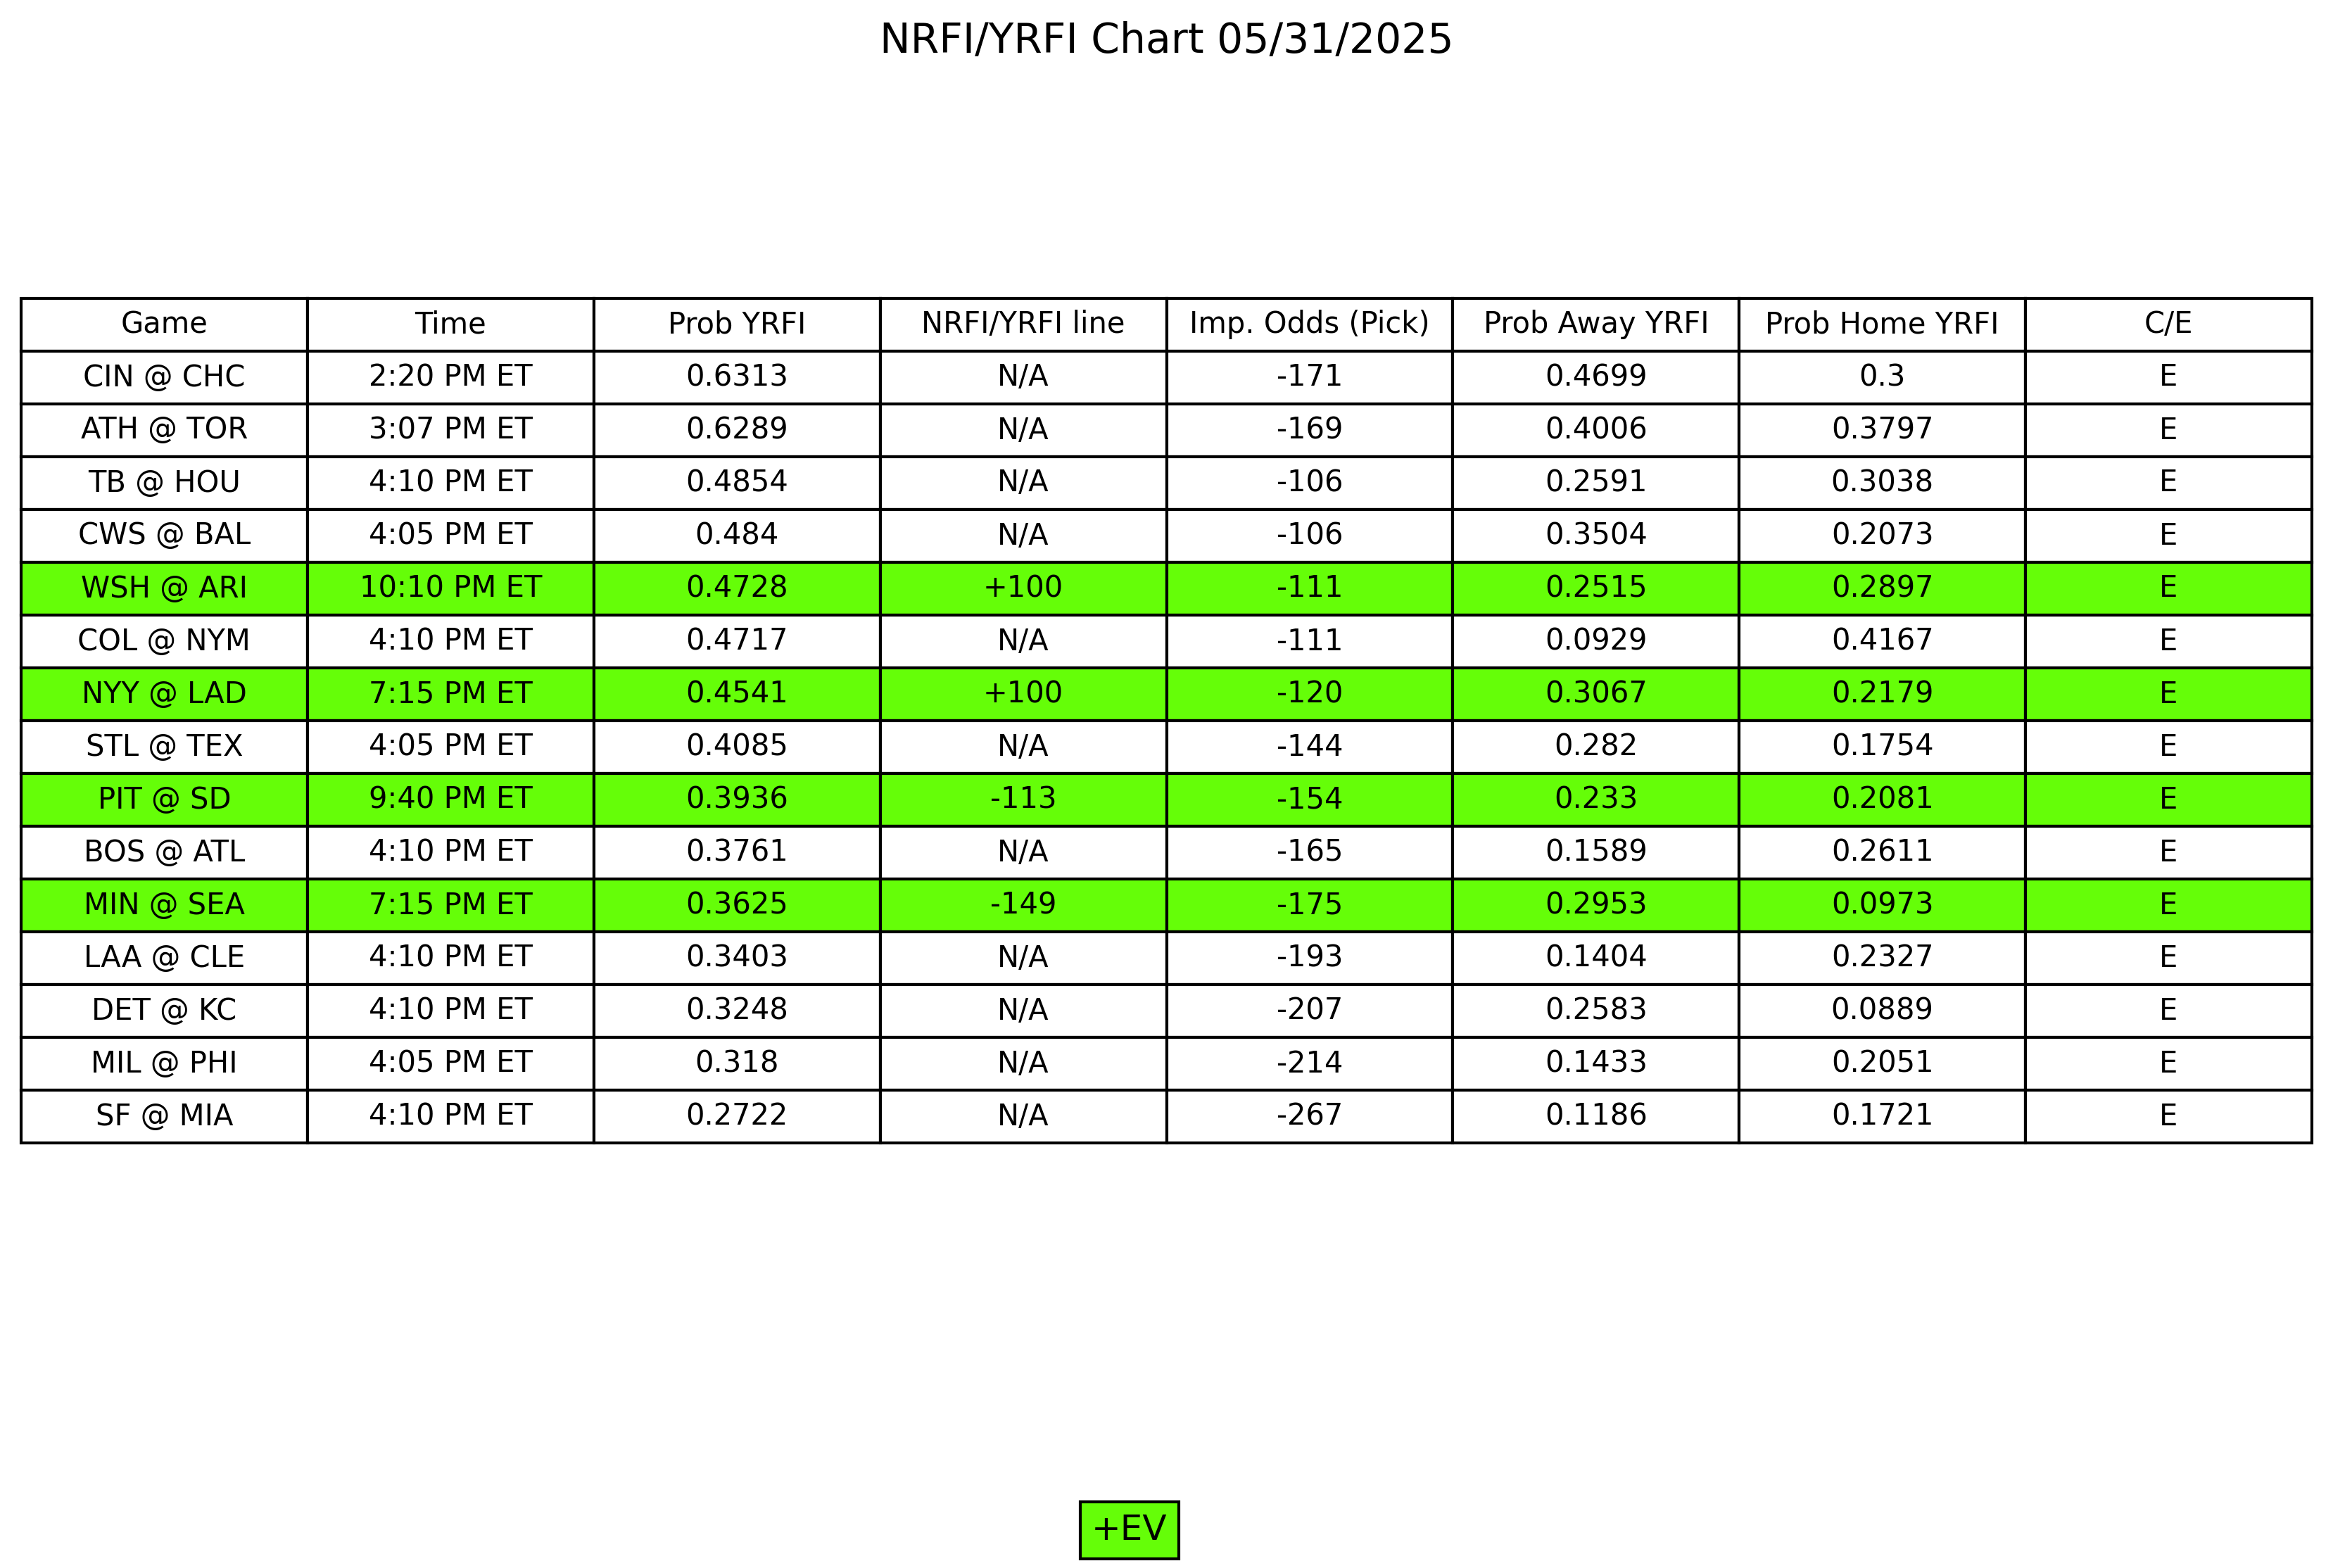 NRFI/YRFI Chart 05/31/2025
Game Time Prob YRFI NRFI/YRFI line Imp. Odds (Pick) Prob Away YRFI Prob Home YRFI C/E
CIN @ CHC 2:20 PM ET 0.6313 N/A -171 0.4699 0.3 E
ATH @ TOR 3:07 PM ET 0.6289 N/A -169 0.4006 0.3797 E
TB @ HOU 4:10 PM ET 0.4854 N/A -106 0.2591 0.3038 E
CWS @ BAL 4:05 PM ET 0.484 N/A -106 0.3504 0.2073 E
WSH @ ARI 10:10 PM ET 0.4728 +100 -111 0.2515 0.2897 E
COL @ NYM 4:10 PM ET 0.4717 N/A -111 0.0929 0.4167 E
NYY @ LAD 7:15 PM ET 0.4541 +100 -120 0.3067 0.2179 E
STL @ TEX 4:05 PM ET 0.4085 N/A -144 0.282 0.1754 E
PIT @ SD 9:40 PM ET 0.3936 -113 -154 0.233 0.2081 E
BOS @ ATL 4:10 PM ET 0.3761 N/A -165 0.1589 0.2611 E
MIN @ SEA 7:15 PM ET 0.3625 -149 -175 0.2953 0.0973 E
LAA @ CLE 4:10 PM ET 0.3403 N/A -193 0.1404 0.2327 E
DET @ KC 4:10 PM ET 0.3248 N/A -207 0.2583 0.0889 E
MIL @ PHI 4:05 PM ET 0.318 N/A -214 0.1433 0.2051 E
SF @ MIA 4:10 PM ET 0.2722 N/A -267 0.1186 0.1721 E
+EV